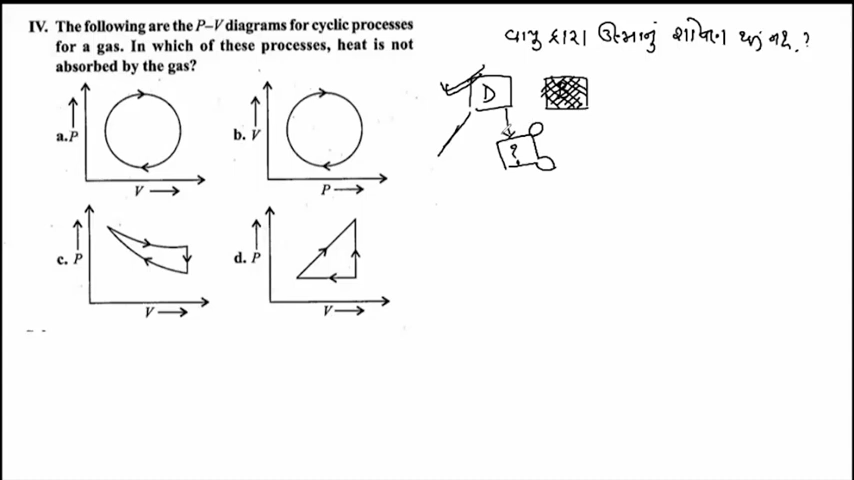 IV. The following are the P–V diagrams for cyclic processes
for a gas. In which of these processes, heat is not
absorbed by the gas?
a. P
V
b. V
P
c. P
V
d. P
V
વાયુ દ્વારા ઉષ્માનું શોષણ થતું નથી ?
D
?